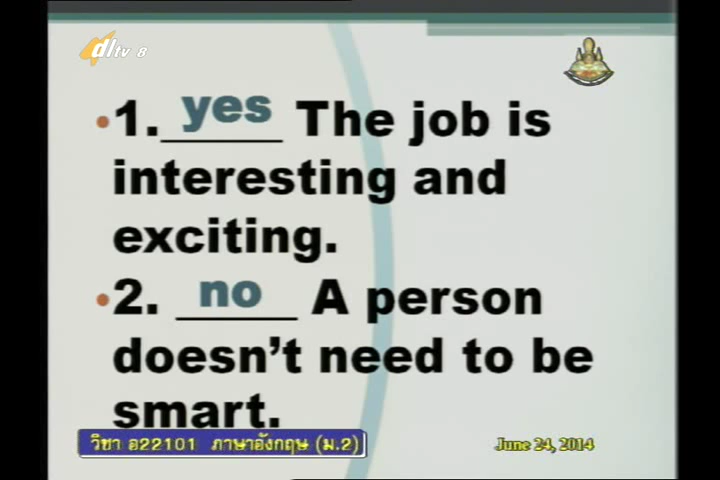 dltv 8
•1. yes The job is
interesting and
exciting.
•2. no A person
doesn't need to be
smart.
วิชา อ22101 ภาษาอังกฤษ (ม.2)
June 24, 2014